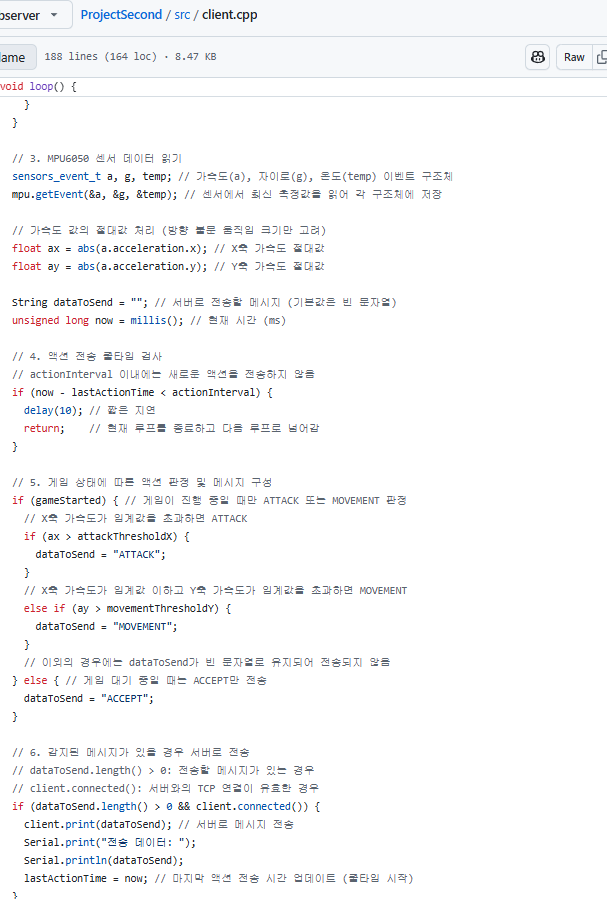 bserver
ProjectSecond / src / client.cpp
lame 188 lines (164 loc) · 8.47 KB Raw
void loop() {
}
}
// 3. MPU6050 센서 데이터 읽기
sensors_event_t a, g, temp; // 가속도(a), 자이로(g), 온도(temp) 이벤트 구조체
mpu.getEvent(&a, &g, &temp); // 센서에서 최신 측정값을 읽어 각 구조체에 저장
// 가속도 값의 절대값 처리 (방향 불문 움직임 크기만 고려)
float ax = abs(a.acceleration.x); // X축 가속도 절대값
float ay = abs(a.acceleration.y); // Y축 가속도 절대값
String dataToSend = ""; // 서버로 전송할 메시지 (기본값은 빈 문자열)
unsigned long now = millis(); // 현재 시간 (ms)
// 4. 액션 전송 쿨타임 검사
// actionInterval 이내에는 새로운 액션을 전송하지 않음
if (now - lastActionTime < actionInterval) {
delay(10); // 짧은 지연
return; // 현재 루프를 종료하고 다음 루프로 넘어감
}
// 5. 게임 상태에 따른 액션 판정 및 메시지 구성
if (gameStarted) { // 게임이 진행 중일 때만 ATTACK 또는 MOVEMENT 판정
// X축 가속도가 임계값을 초과하면 ATTACK
if (ax > attackThresholdX) {
dataToSend = "ATTACK";
}
// X축 가속도가 임계값 이하고 Y축 가속도가 임계값을 초과하면 MOVEMENT
else if (ay > movementThresholdY) {
dataToSend = "MOVEMENT";
}
// 이외의 경우에는 dataToSend가 빈 문자열로 유지되어 전송되지 않음
} else { // 게임 대기 중일 때는 ACCEPT만 전송
dataToSend = "ACCEPT";
}
// 6. 감지된 메시지가 있을 경우 서버로 전송
// dataToSend.length() > 0: 전송할 메시지가 있는 경우
// client.connected(): 서버와의 TCP 연결이 유효한 경우
if (dataToSend.length() > 0 && client.connected()) {
client.print(dataToSend); // 서버로 메시지 전송
Serial.print("전송 데이터: ");
Serial.println(dataToSend);
lastActionTime = now; // 마지막 액션 전송 시간 업데이트 (쿨타임 시작)
}